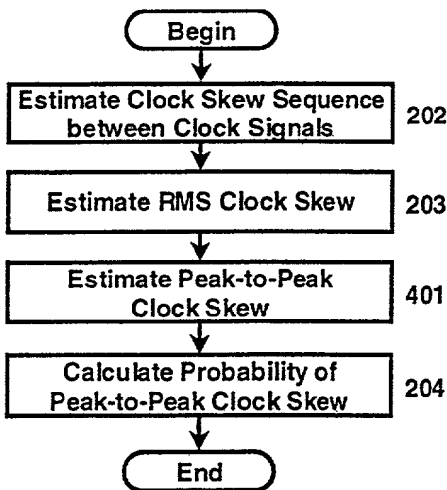 Begin
Estimate Clock Skew Sequence
between Clock Signals
202
Estimate RMS Clock Skew
203
Estimate Peak-to-Peak
Clock Skew
401
Calculate Probability of
Peak-to-Peak Clock Skew
204
End